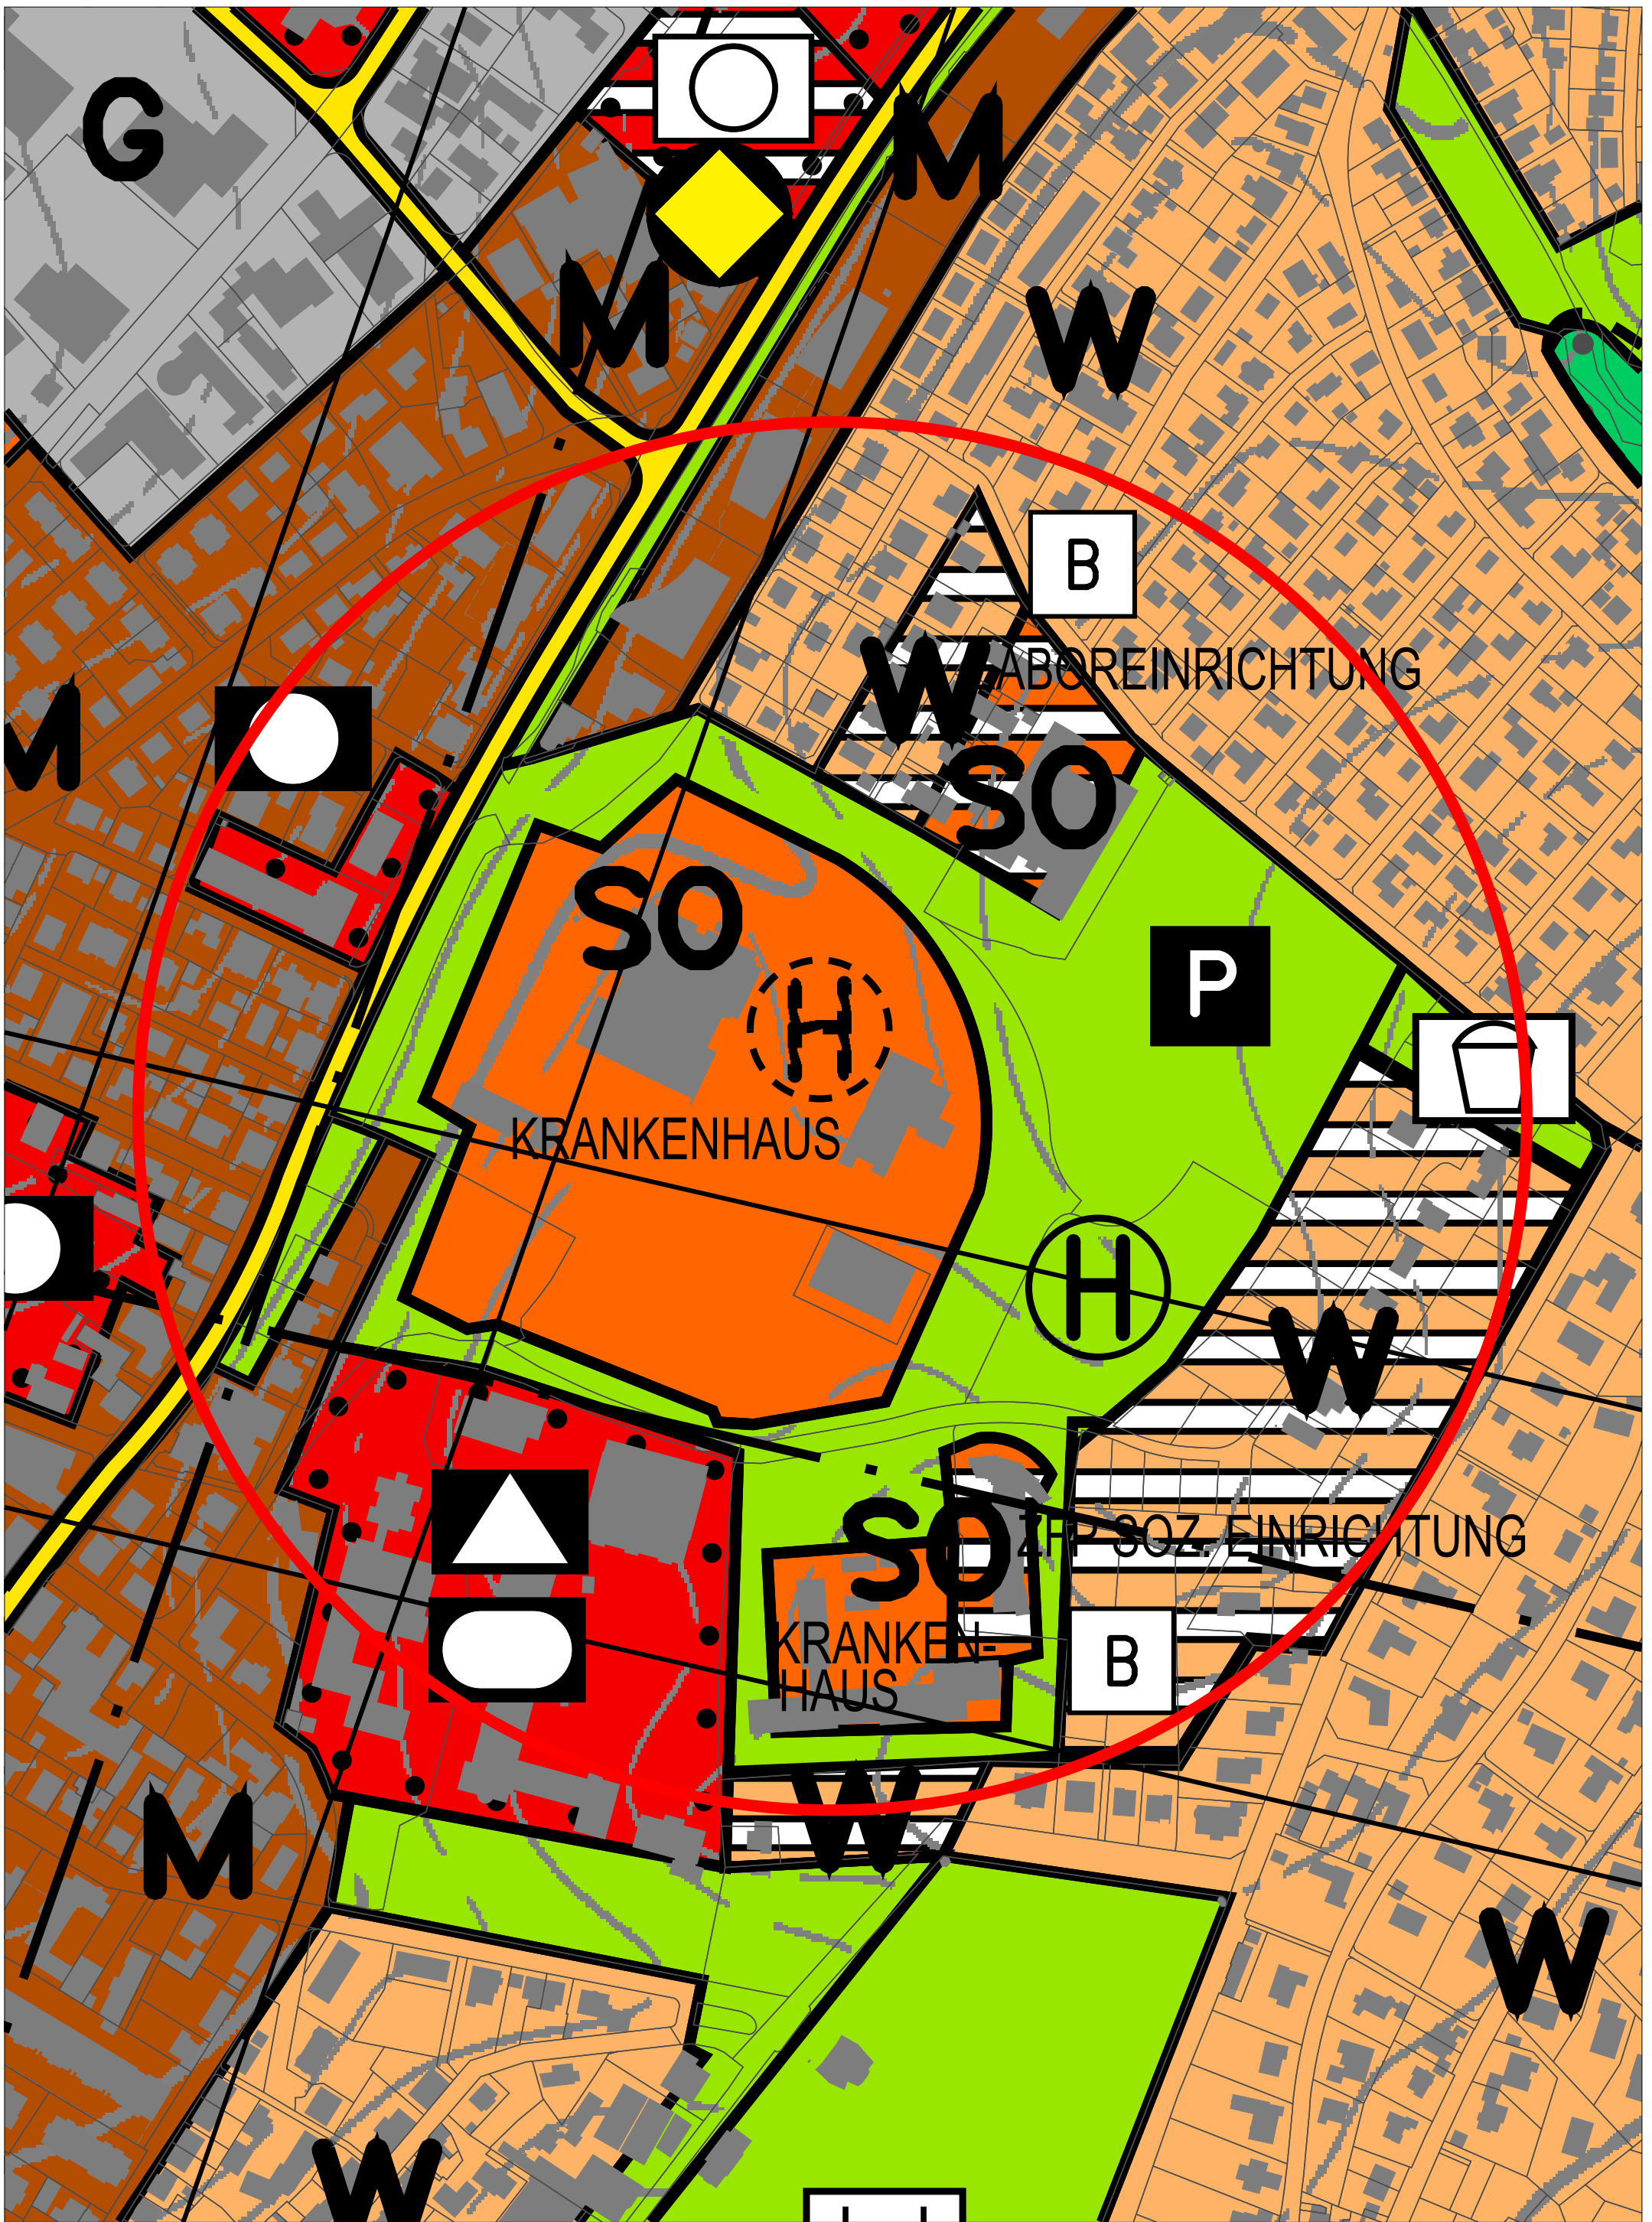 G
M
M
W
B
W
LABOREINRICHTUNG
M
SO
SO
P
H
KRANKENHAUS
H
W
SO
ZFP SOZ. EINRICHTUNG
KRANKEN-
HAUS
B
W
M
W
W